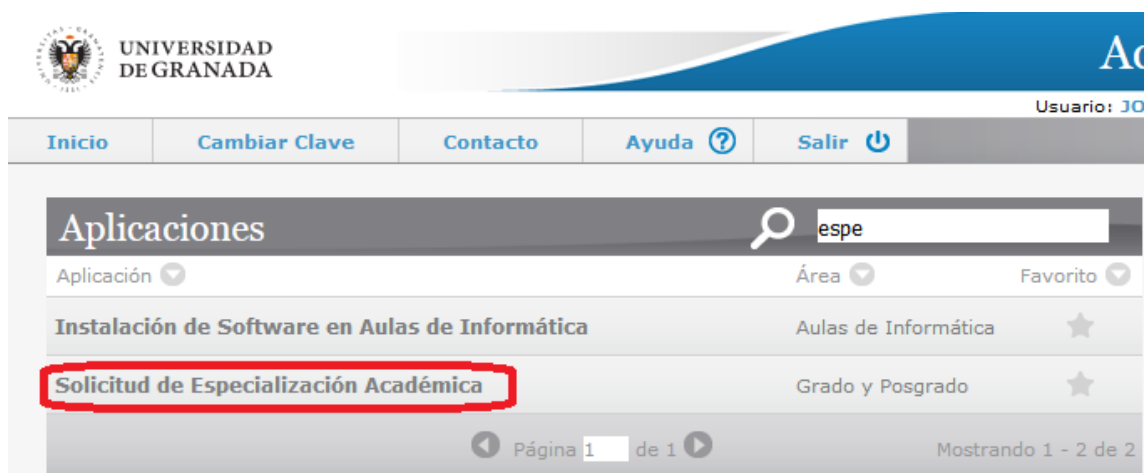 UNIVERSIDAD
DE GRANADA
Ac
Usuario: JO
Inicio Cambiar Clave Contacto Ayuda ? Salir
Aplicaciones espe
Aplicación Área Favorito
Instalación de Software en Aulas de Informática Aulas de Informática
Solicitud de Especialización Académica Grado y Posgrado
Página 1 de 1 Mostrando 1 - 2 de 2